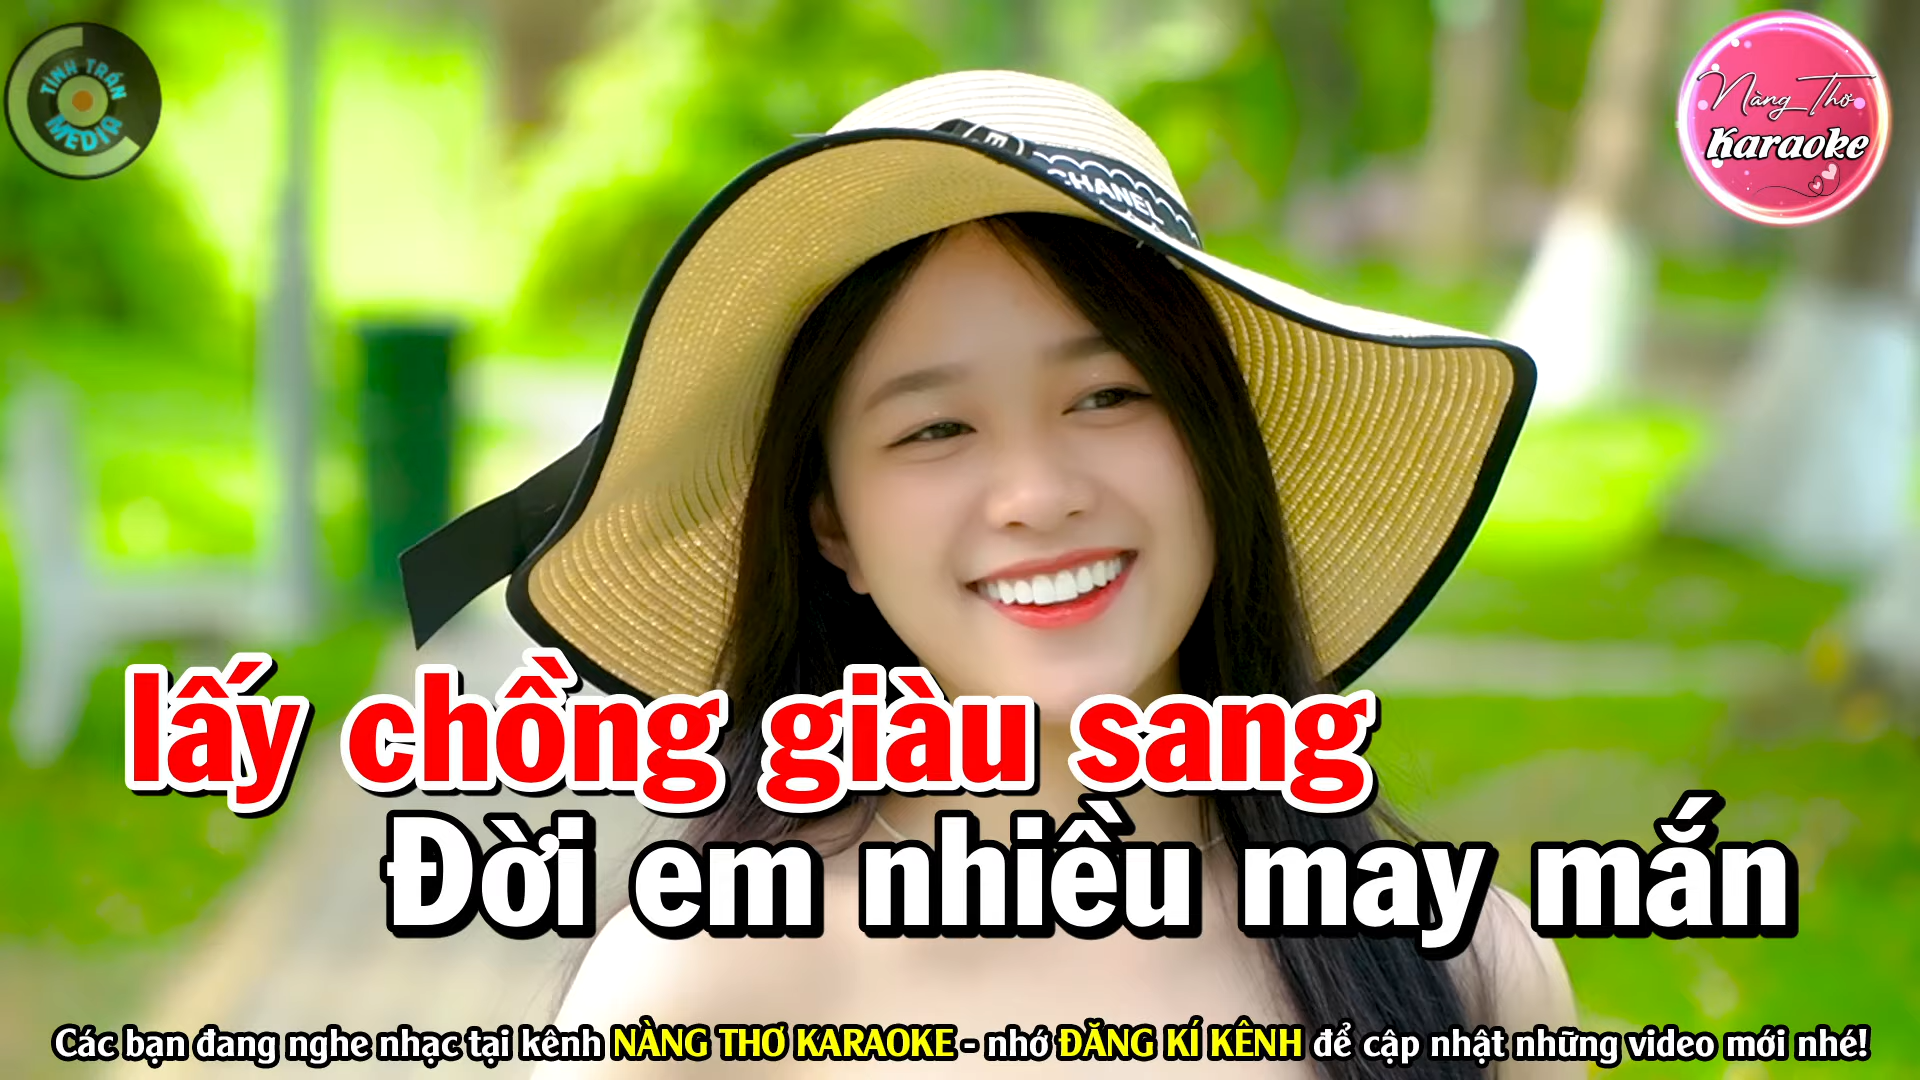 TÌNH TRẦN
MEDIA
Nàng Thơ
Karaoke
CHANEL
lấy chồng giàu sang
Đời em nhiều may mắn
Các bạn đang nghe nhạc tại kênh NÀNG THƠ KARAOKE - nhớ ĐĂNG KÍ KÊNH để cập nhật những video mới nhé!